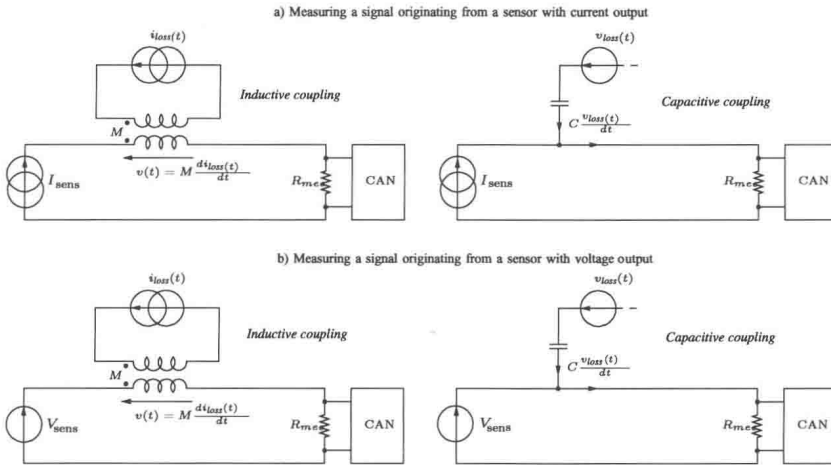 a) Measuring a signal originating from a sensor with current output
i_loss(t)
Inductive coupling
M
v(t) = M di_loss(t)/dt
I_sens
R_me
CAN
v_loss(t)
Capacitive coupling
C v_loss(t)/dt
I_sens
R_me
CAN
b) Measuring a signal originating from a sensor with voltage output
i_loss(t)
Inductive coupling
M
v(t) = M di_loss(t)/dt
V_sens
R_me
CAN
v_loss(t)
Capacitive coupling
C v_loss(t)/dt
V_sens
R_me
CAN